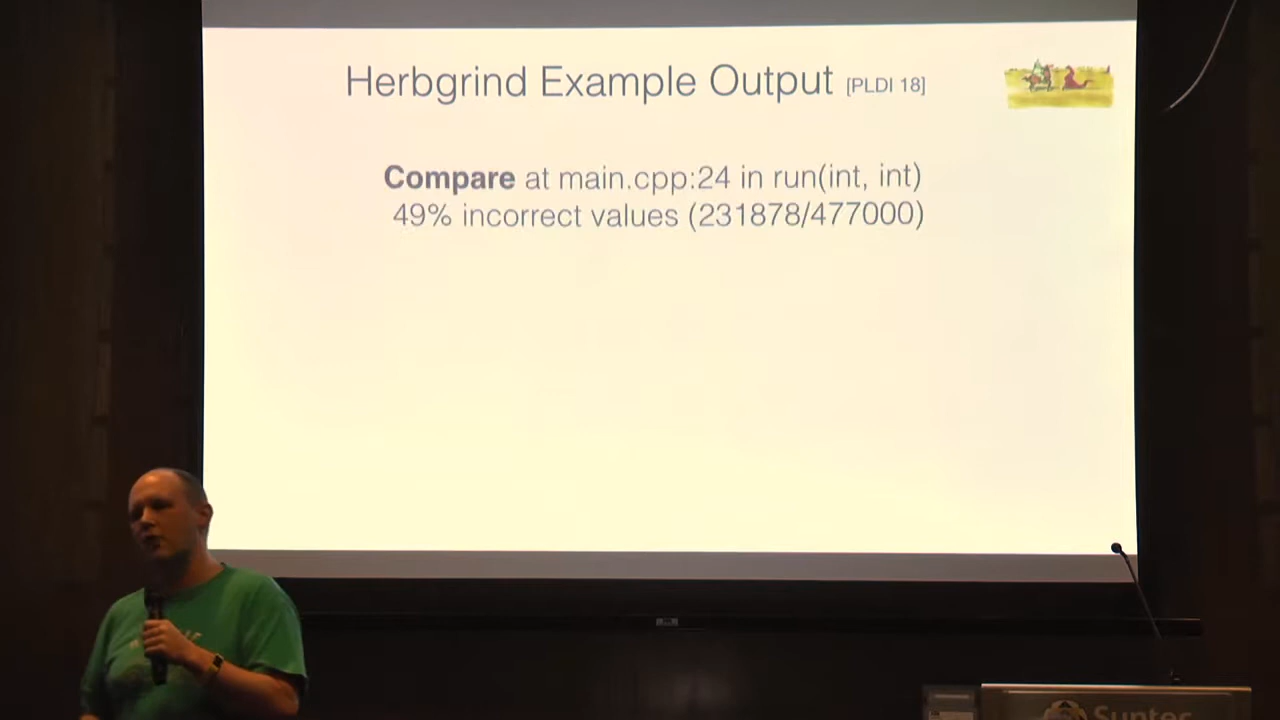 Herbgrind Example Output [PLDI 18]
Compare at main.cpp:24 in run(int, int)
49% incorrect values (231878/477000)
Suntec